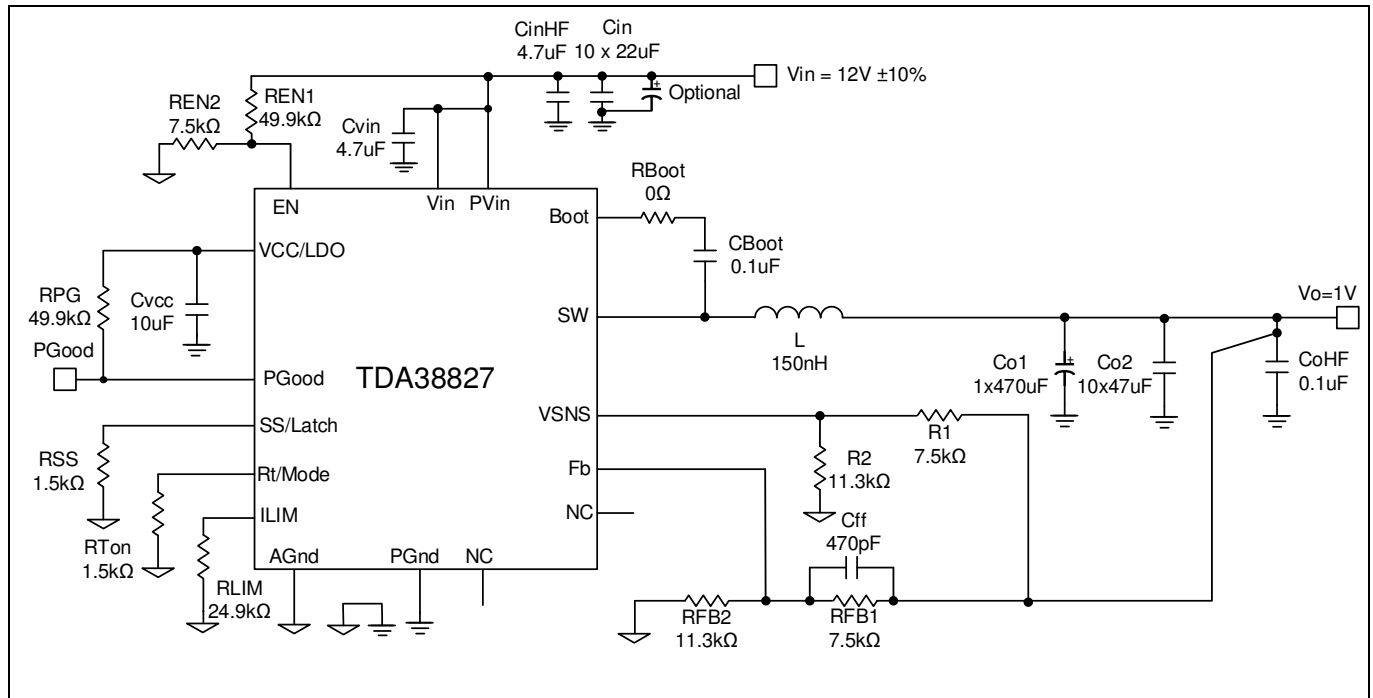 CinHF
4.7uF
Cin
10 x 22uF
Vin = 12V ±10%
Optional
REN2
7.5kΩ
REN1
49.9kΩ
Cvin
4.7uF
EN
Vin
PVin
Boot
RBoot
0Ω
CBoot
0.1uF
VCC/LDO
RPG
49.9kΩ
Cvcc
10uF
PGood
PGood
TDA38827
SW
L
150nH
Vo=1V
Co1
1x470uF
Co2
10x47uF
CoHF
0.1uF
VSNS
R1
7.5kΩ
R2
11.3kΩ
SS/Latch
RSS
1.5kΩ
Rt/Mode
Fb
ILIM
NC
RTon
1.5kΩ
RLIM
24.9kΩ
AGnd
PGnd
NC
Cff
470pF
RFB2
11.3kΩ
RFB1
7.5kΩ